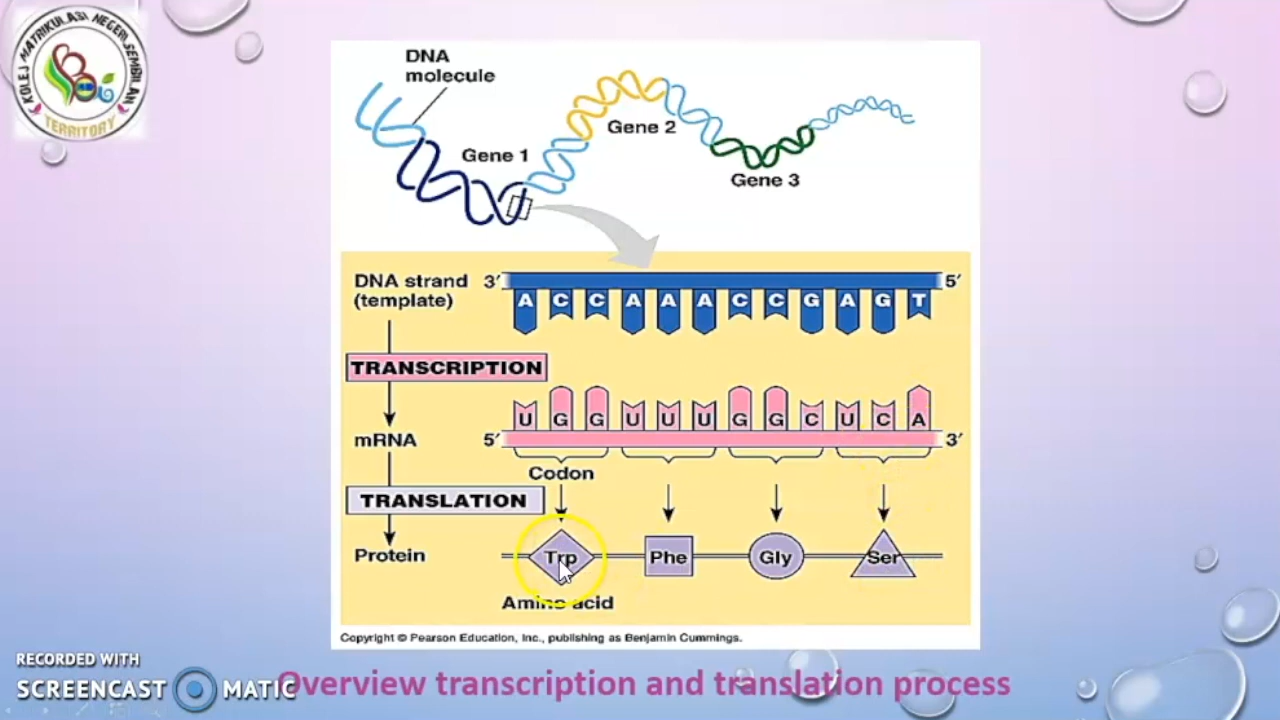 KOLEJ MATRIKULASI NEGERI SEMBILAN
TERRITORY
DNA
molecule
Gene 1
Gene 2
Gene 3
DNA strand 3′ 5′
(template)
A C C A A A C C G A G T
TRANSCRIPTION
U G G U U U G G C U C A
mRNA 5′ 3′
Codon
TRANSLATION
Protein Trp Phe Gly Ser
Amino acid
Copyright © Pearson Education, Inc., publishing as Benjamin Cummings.
RECORDED WITH
SCREENCAST MATIC
Overview transcription and translation process